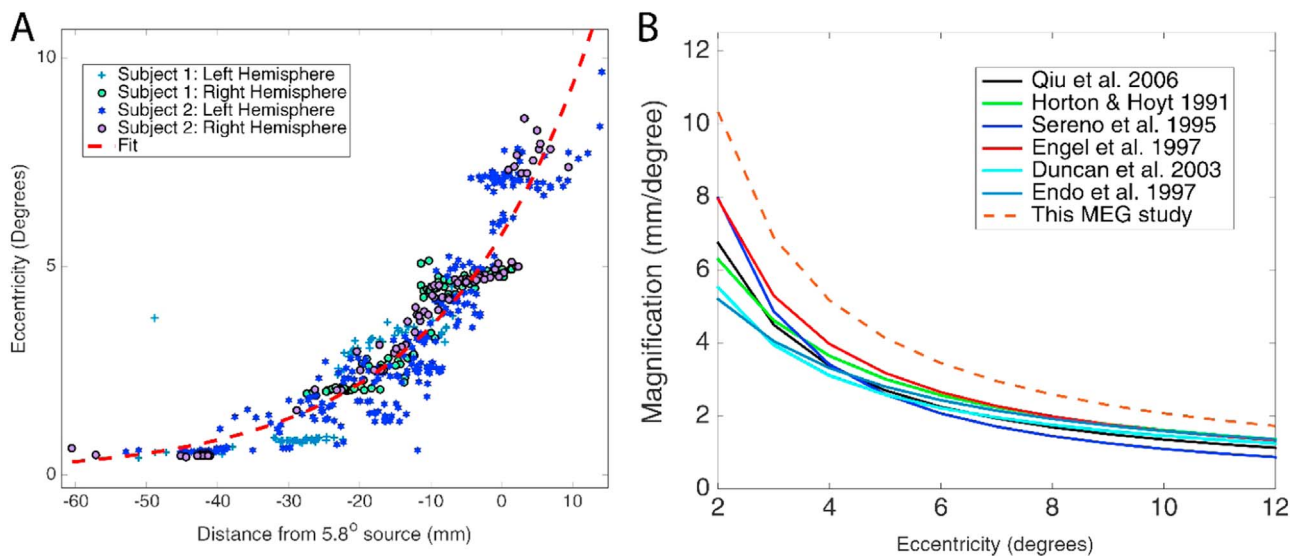 A
10
5
0
Eccentricity (Degrees)
Subject 1: Left Hemisphere
Subject 1: Right Hemisphere
Subject 2: Left Hemisphere
Subject 2: Right Hemisphere
Fit
-60 -50 -40 -30 -20 -10 0 10
Distance from 5.8⁰ source (mm)
B
12
10
8
6
4
2
0
Magnification (mm/degree)
Qiu et al. 2006
Horton & Hoyt 1991
Sereno et al. 1995
Engel et al. 1997
Duncan et al. 2003
Endo et al. 1997
This MEG study
2 4 6 8 10 12
Eccentricity (degrees)